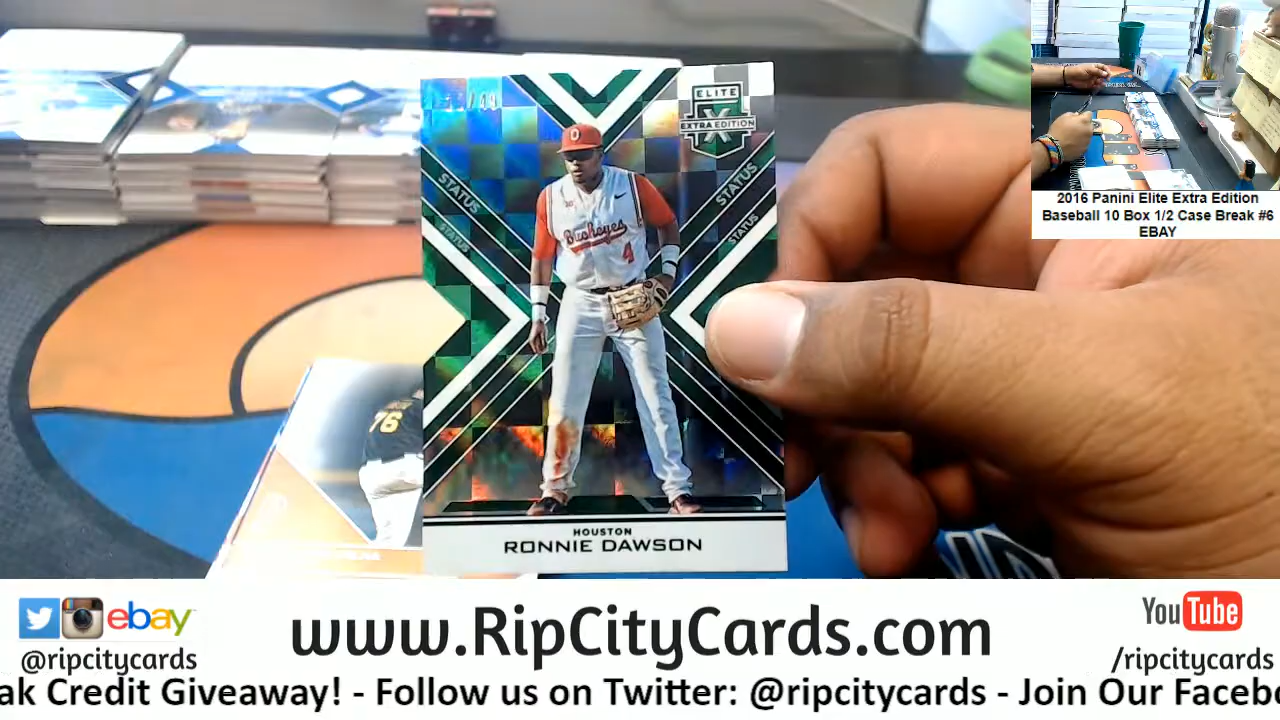 ELITE
EXTRA EDITION
X
STATUS
STATUS
STATUS
STATUS
Buckeyes
4
76
HOUSTON
RONNIE DAWSON
2016 Panini Elite Extra Edition
Baseball 10 Box 1/2 Case Break #6
EBAY
ebay
@ripcitycards
www.RipCityCards.com
YouTube
/ripcitycards
ak Credit Giveaway! - Follow us on Twitter: @ripcitycards - Join Our Facebo